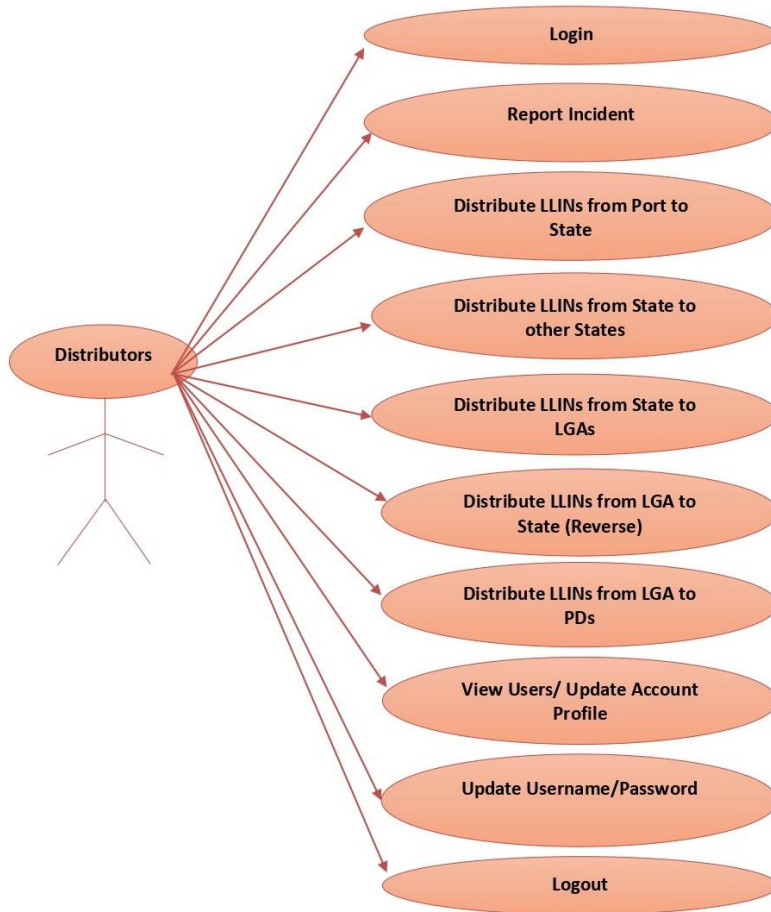 Login
Report Incident
Distribute LLINs from Port to
State
Distribute LLINs from State to
other States
Distributors
Distribute LLINs from State to
LGAs
Distribute LLINs from LGA to
State (Reverse)
Distribute LLINs from LGA to
PDs
View Users/ Update Account
Profile
Update Username/Password
Logout